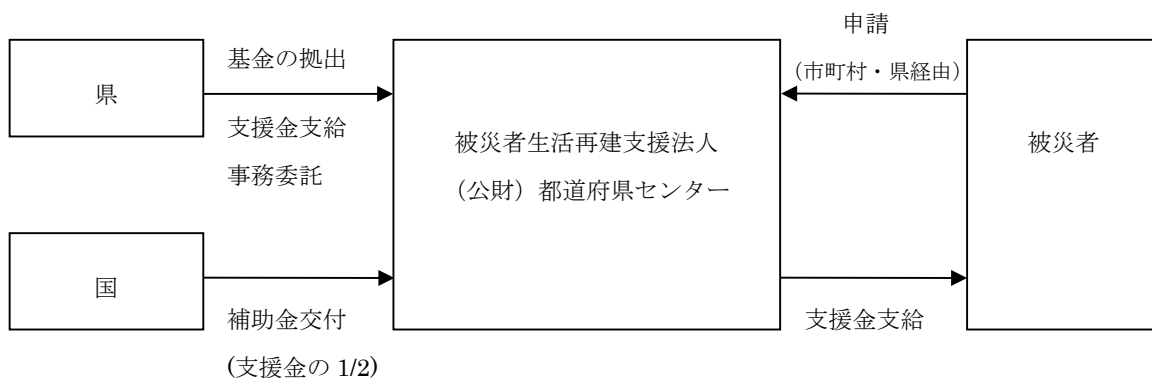 県
基金の拠出
支援金支給
事務委託
国
補助金交付
(支援金の 1/2)
被災者生活再建支援法人
（公財）都道府県センター
申請
（市町村・県経由）
支援金支給
被災者